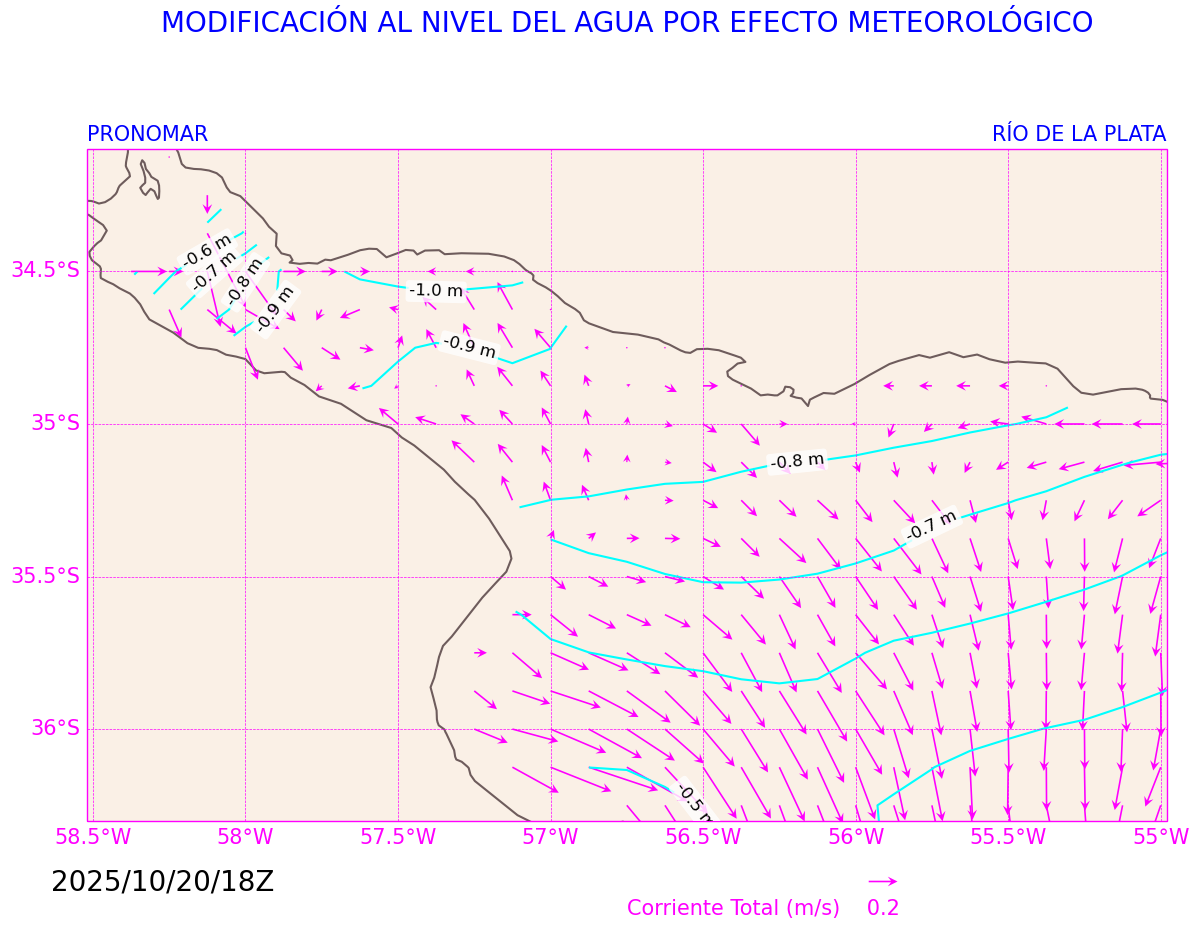 MODIFICACIÓN AL NIVEL DEL AGUA POR EFECTO METEOROLÓGICO
PRONOMAR
RÍO DE LA PLATA
-0.6 m
-0.7 m
-0.8 m
-0.9 m
-1.0 m
-0.9 m
-0.8 m
-0.7 m
-0.5 m
34.5°S
35°S
35.5°S
36°S
58.5°W
58°W
57.5°W
57°W
56.5°W
56°W
55.5°W
55°W
2025/10/20/18Z
Corriente Total (m/s)
0.2